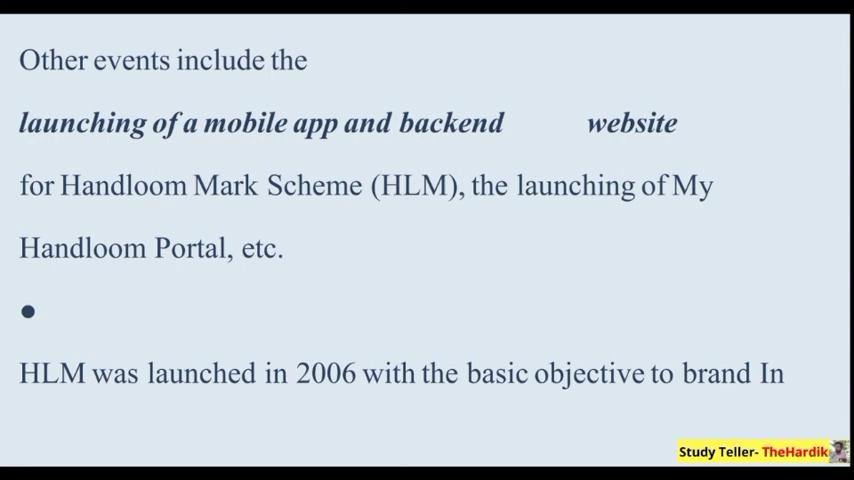 Other events include the
launching of a mobile app and backend website
for Handloom Mark Scheme (HLM), the launching of My
Handloom Portal, etc.
●
HLM was launched in 2006 with the basic objective to brand In
Study Teller- TheHardik